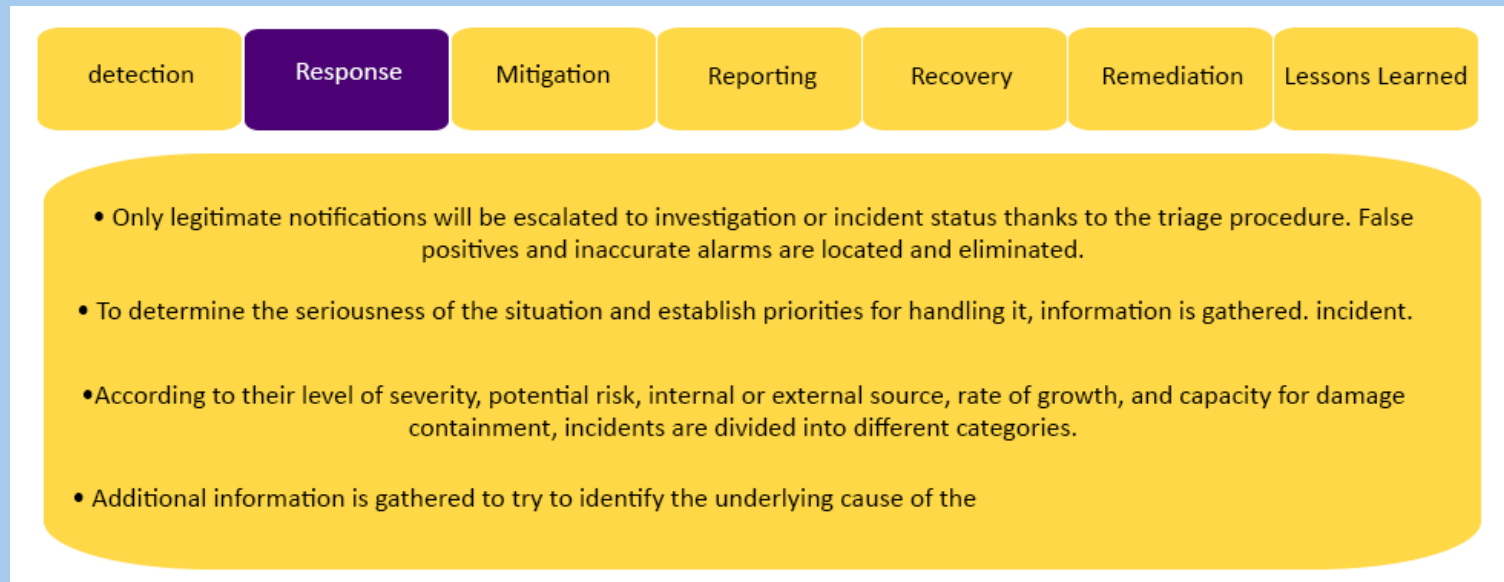 detection
Response
Mitigation
Reporting
Recovery
Remediation
Lessons Learned
• Only legitimate notifications will be escalated to investigation or incident status thanks to the triage procedure. False
positives and inaccurate alarms are located and eliminated.
• To determine the seriousness of the situation and establish priorities for handling it, information is gathered. incident.
•According to their level of severity, potential risk, internal or external source, rate of growth, and capacity for damage
containment, incidents are divided into different categories.
• Additional information is gathered to try to identify the underlying cause of the